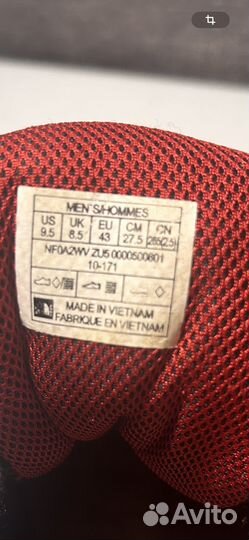 MEN'S/HOMMES
US UK EU CM CN
9.5 8.5 43 27.5 265(2.5)
NF0A2WV ZU5 0000500801
10-171
MADE IN VIETNAM
FABRIQUE EN VIETNAM
Avito